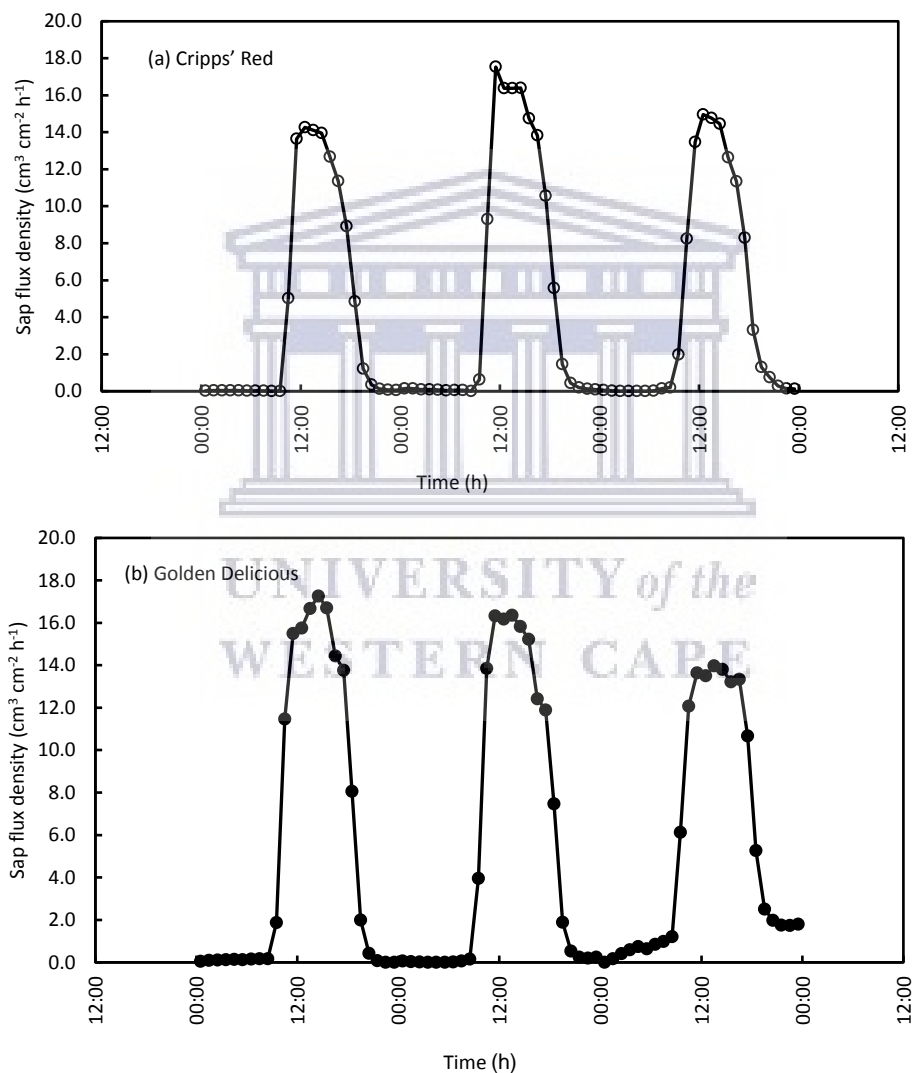 20.0
(a) Cripps’ Red
18.0
16.0
14.0
12.0
10.0
8.0
6.0
4.0
2.0
0.0
Sap flux density (cm³ cm⁻² h⁻¹)
12:00 00:00 12:00 00:00 12:00 00:00 12:00 00:00 12:00
Time (h)
20.0
(b) Golden Delicious
18.0
16.0
14.0
12.0
10.0
8.0
6.0
4.0
2.0
0.0
Sap flux density (cm³ cm⁻² h⁻¹)
UNIVERSITY of the
WESTERN CAPE
12:00 00:00 12:00 00:00 12:00 00:00 12:00 00:00 12:00
Time (h)